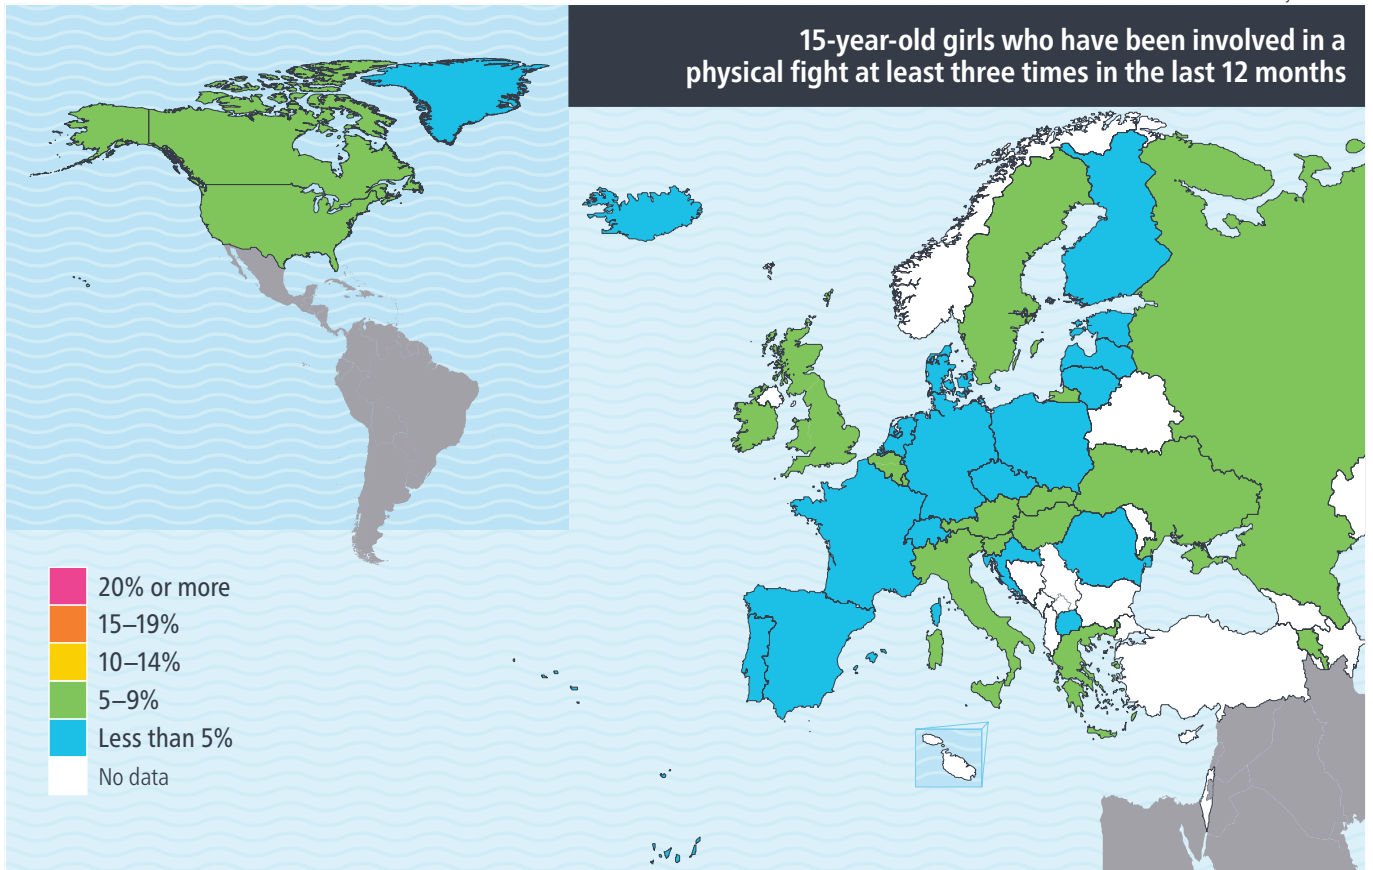 15-year-old girls who have been involved in a
physical fight at least three times in the last 12 months
20% or more
15–19%
10–14%
5–9%
Less than 5%
No data